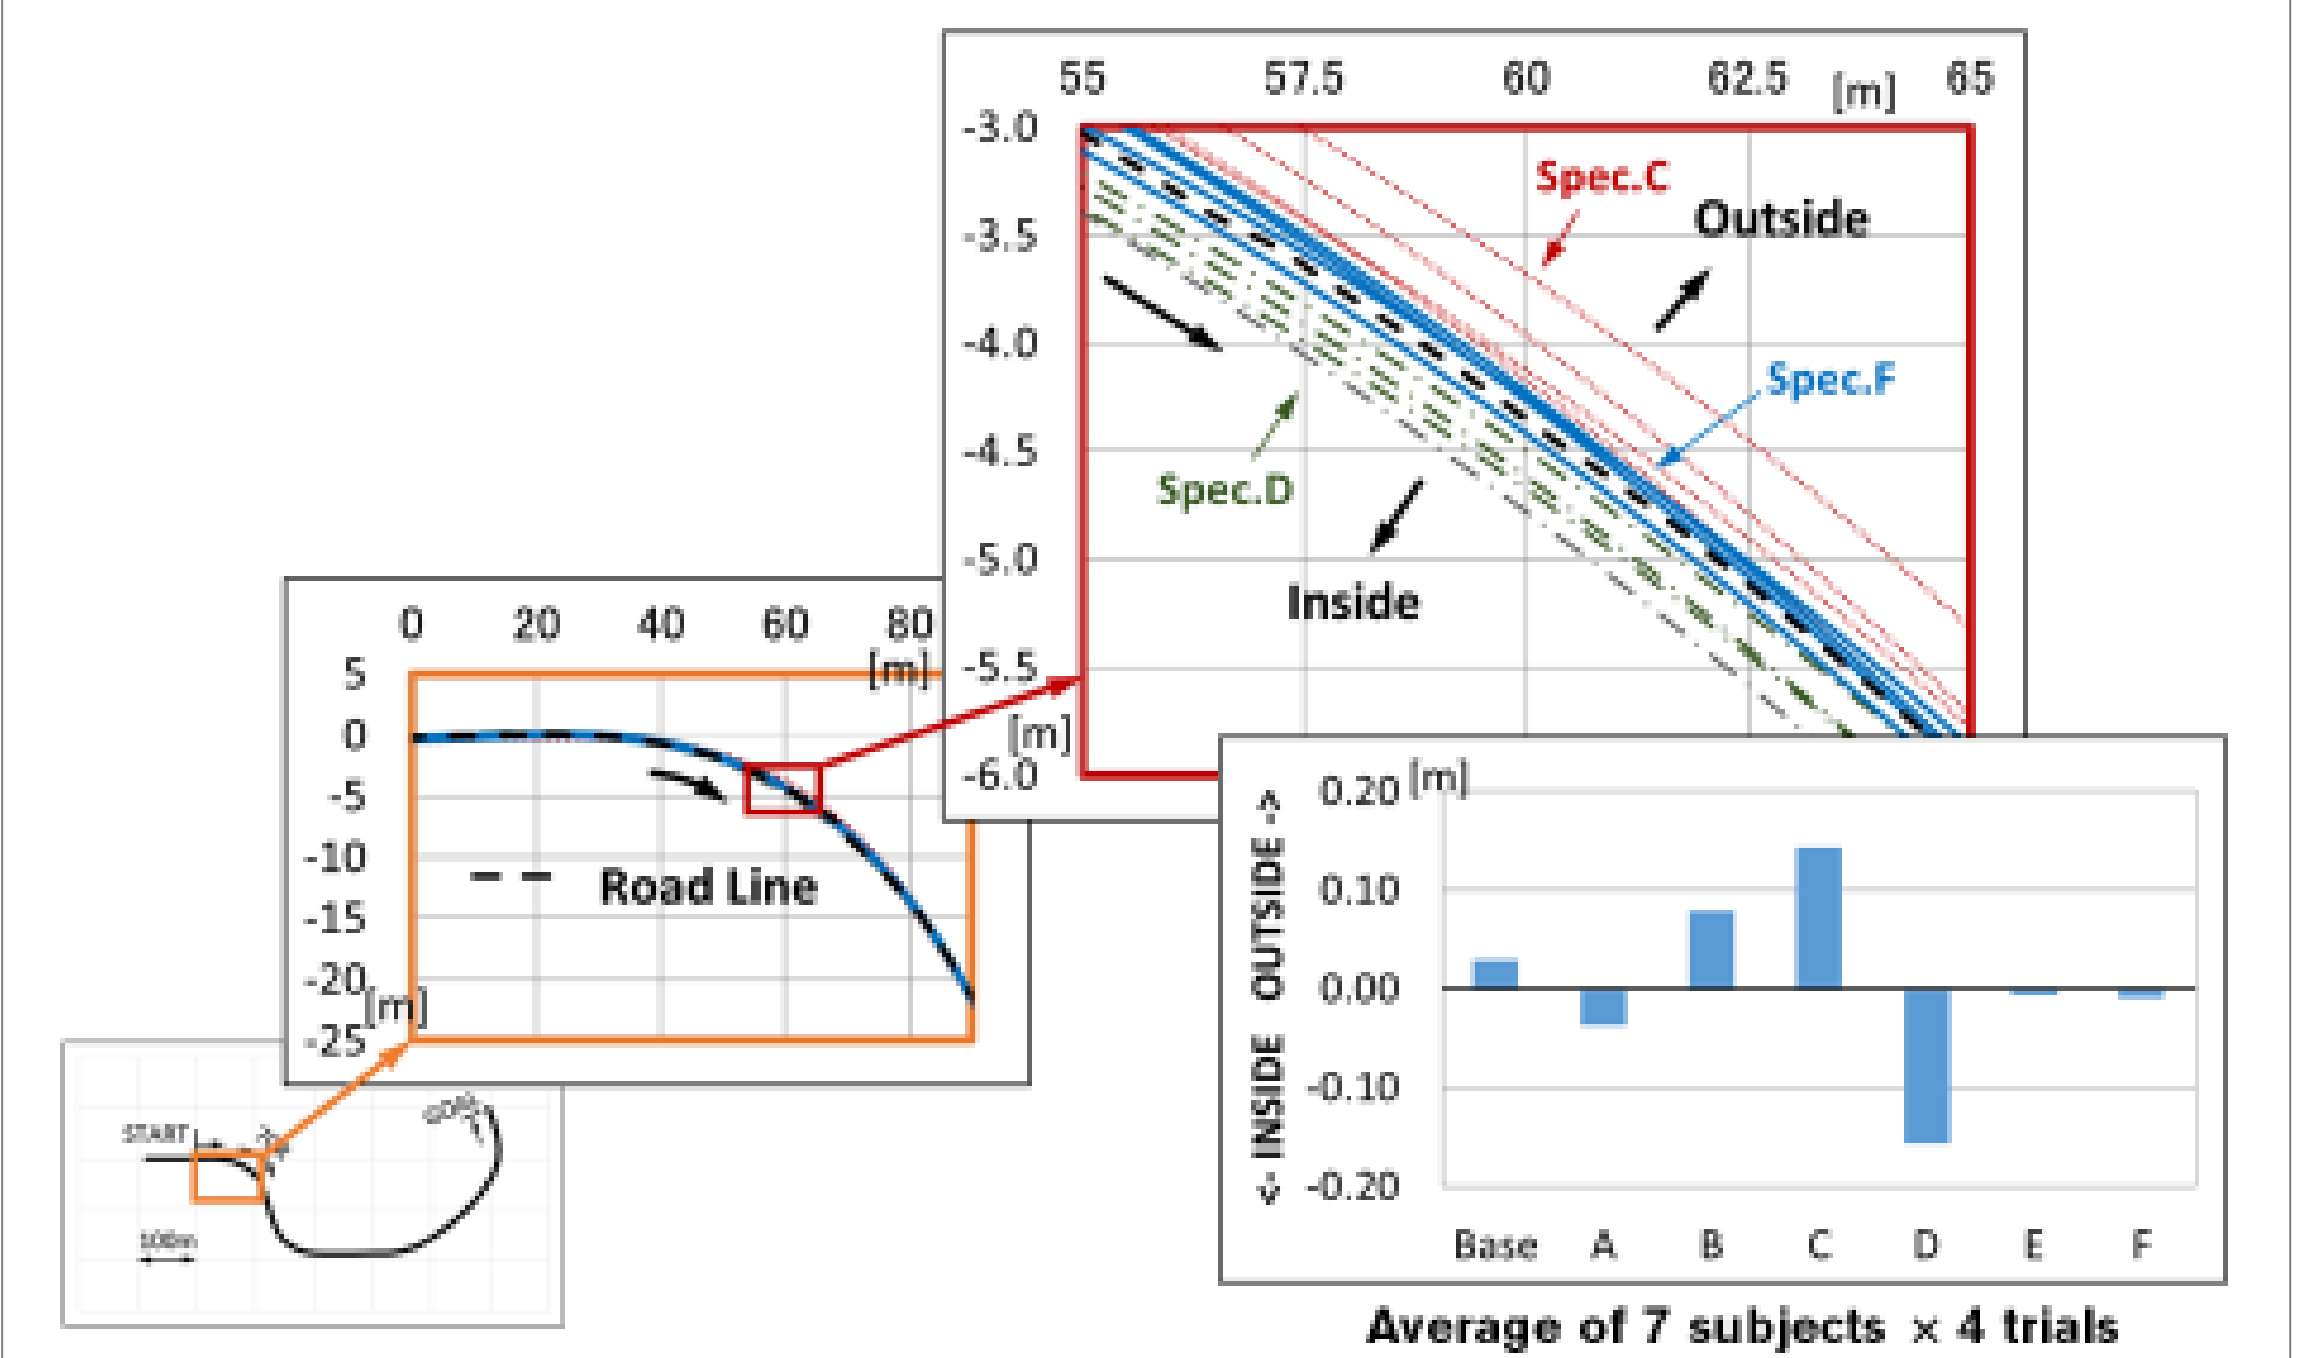 55 57.5 60 62.5 [m] 65
-3.0
-3.5
-4.0
-4.5
-5.0
-5.5
[m]
-6.0
Spec.C
Outside
Spec.F
Spec.D
Inside
0 20 40 60 80
[m]
5
0
-5
-10
-15
-20
[m]
-25
Road Line
START
GOAL
100m
0.20 [m]
0.10
0.00
-0.10
-0.20
<- INSIDE OUTSIDE ->
Base A B C D E F
Average of 7 subjects × 4 trials